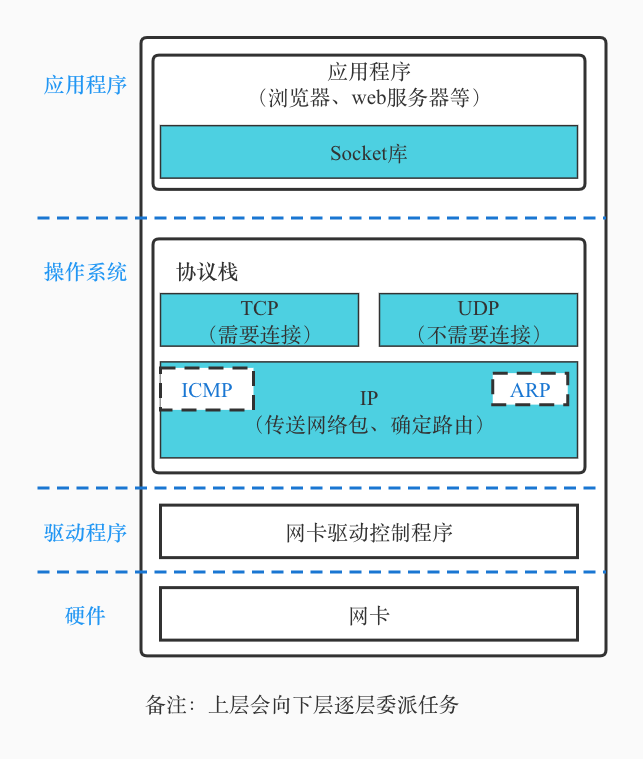 应用程序
应用程序
（浏览器、web服务器等）
Socket库
操作系统
协议栈
TCP
（需要连接）
UDP
（不需要连接）
ICMP
ARP
IP
（传送网络包、确定路由）
驱动程序
网卡驱动控制程序
硬件
网卡
备注：上层会向下层逐层委派任务